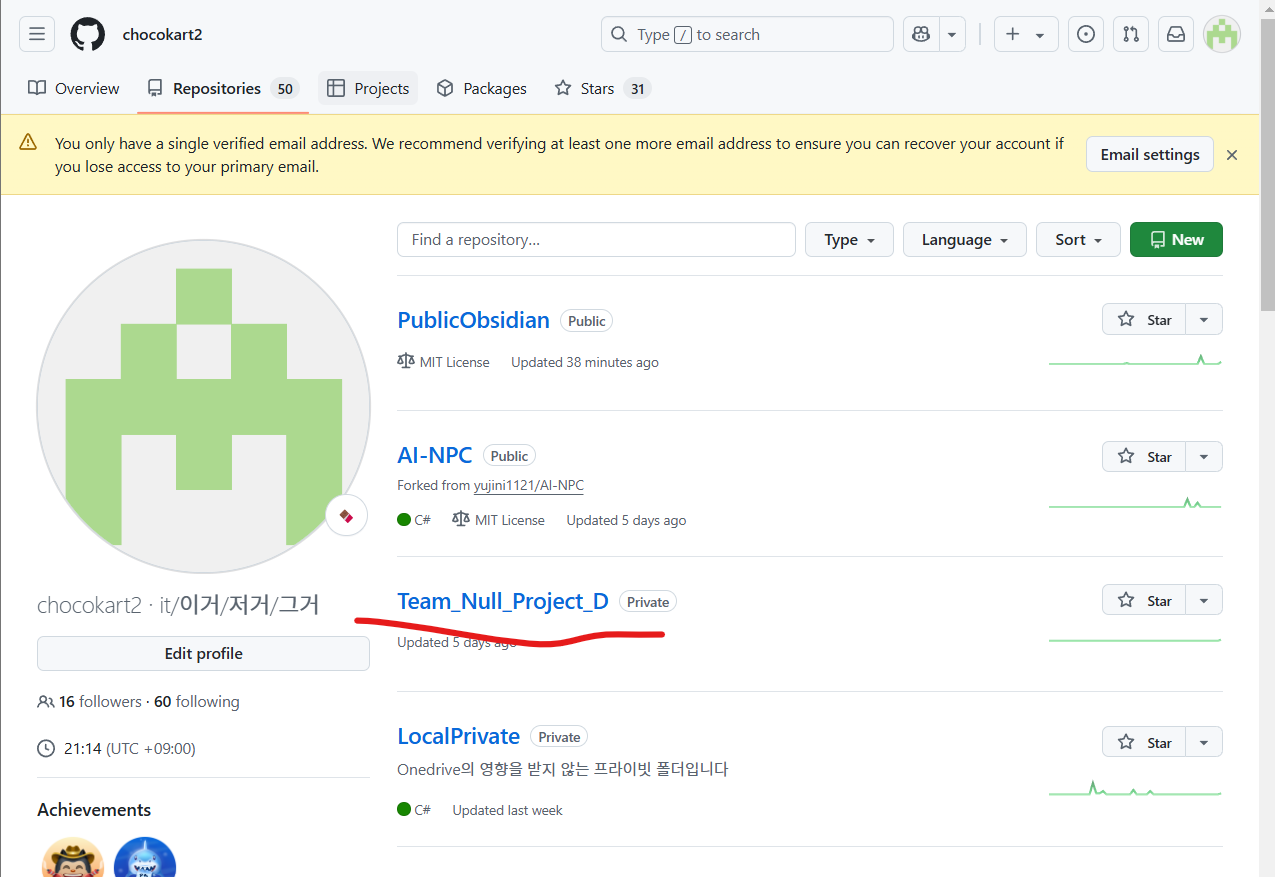 chocokart2
Type / to search
Overview
Repositories 50
Projects
Packages
Stars 31
You only have a single verified email address. We recommend verifying at least one more email address to ensure you can recover your account if
you lose access to your primary email.
Email settings
Find a repository...
Type
Language
Sort
New
PublicObsidian Public
Star
MIT License Updated 38 minutes ago
AI-NPC Public
Star
Forked from yujini1121/AI-NPC
C# MIT License Updated 5 days ago
Team_Null_Project_D Private
Star
Updated 5 days ago
LocalPrivate Private
Star
Onedrive의 영향을 받지 않는 프라이빗 폴더입니다
C# Updated last week
chocokart2 · it/이거/저거/그거
Edit profile
16 followers · 60 following
21:14 (UTC +09:00)
Achievements